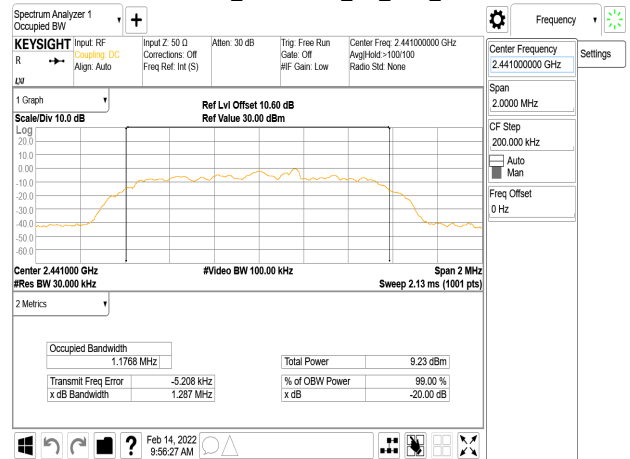 Spectrum Analyzer 1
Occupied BW
Frequency
KEYSIGHT
R
Input: RF
Coupling: DC
Align: Auto
Input Z: 50 Ω
Corrections: Off
Freq Ref: Int (S)
Atten: 30 dB
Trig: Free Run
Gate: Off
#IF Gain: Low
Center Freq: 2.441000000 GHz
Avg|Hold:>100/100
Radio Std: None
Center Frequency
2.441000000 GHz
Settings
Span
2.0000 MHz
CF Step
200.000 kHz
Auto
Man
Freq Offset
0 Hz
1 Graph
Scale/Div 10.0 dB
Ref Lvl Offset 10.60 dB
Ref Value 30.00 dBm
Log
20.0
10.0
0.00
-10.0
-20.0
-30.0
-40.0
-50.0
-60.0
Center 2.441000 GHz
#Res BW 30.000 kHz
#Video BW 100.00 kHz
Span 2 MHz
Sweep 2.13 ms (1001 pts)
2 Metrics
Occupied Bandwidth
1.1768 MHz
Total Power 9.23 dBm
Transmit Freq Error -5.208 kHz
% of OBW Power 99.00 %
x dB Bandwidth 1.287 MHz
x dB -20.00 dB
?
Feb 14, 2022
9:56:27 AM